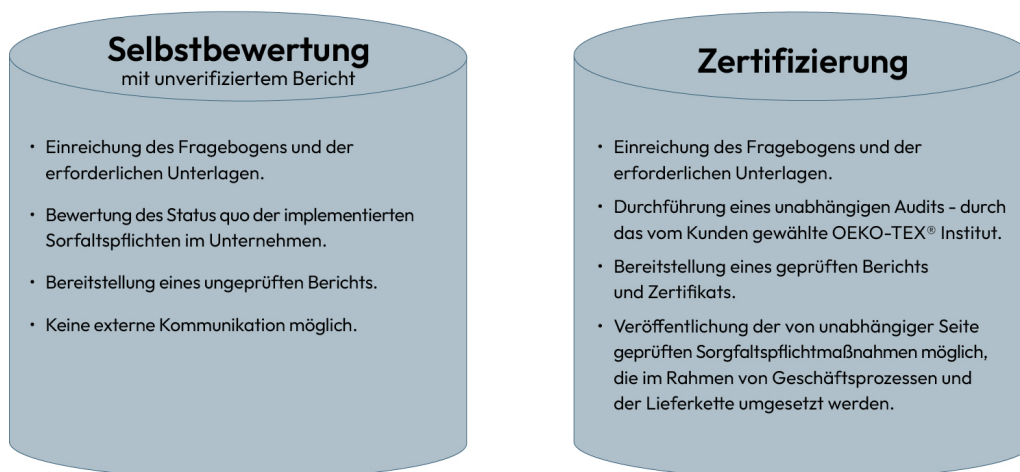 Selbstbewertung
mit unverifiziertem Bericht
• Einreichung des Fragebogens und der
erforderlichen Unterlagen.
• Bewertung des Status quo der implementierten
Sorfaltspflichten im Unternehmen.
• Bereitstellung eines ungeprüften Berichts.
• Keine externe Kommunikation möglich.
Zertifizierung
• Einreichung des Fragebogens und der
erforderlichen Unterlagen.
• Durchführung eines unabhängigen Audits - durch
das vom Kunden gewählte OEKO-TEX® Institut.
• Bereitstellung eines geprüften Berichts
und Zertifikats.
• Veröffentlichung der von unabhängiger Seite
geprüften Sorgfaltspflichtmaßnahmen möglich,
die im Rahmen von Geschäftsprozessen und
der Lieferkette umgesetzt werden.